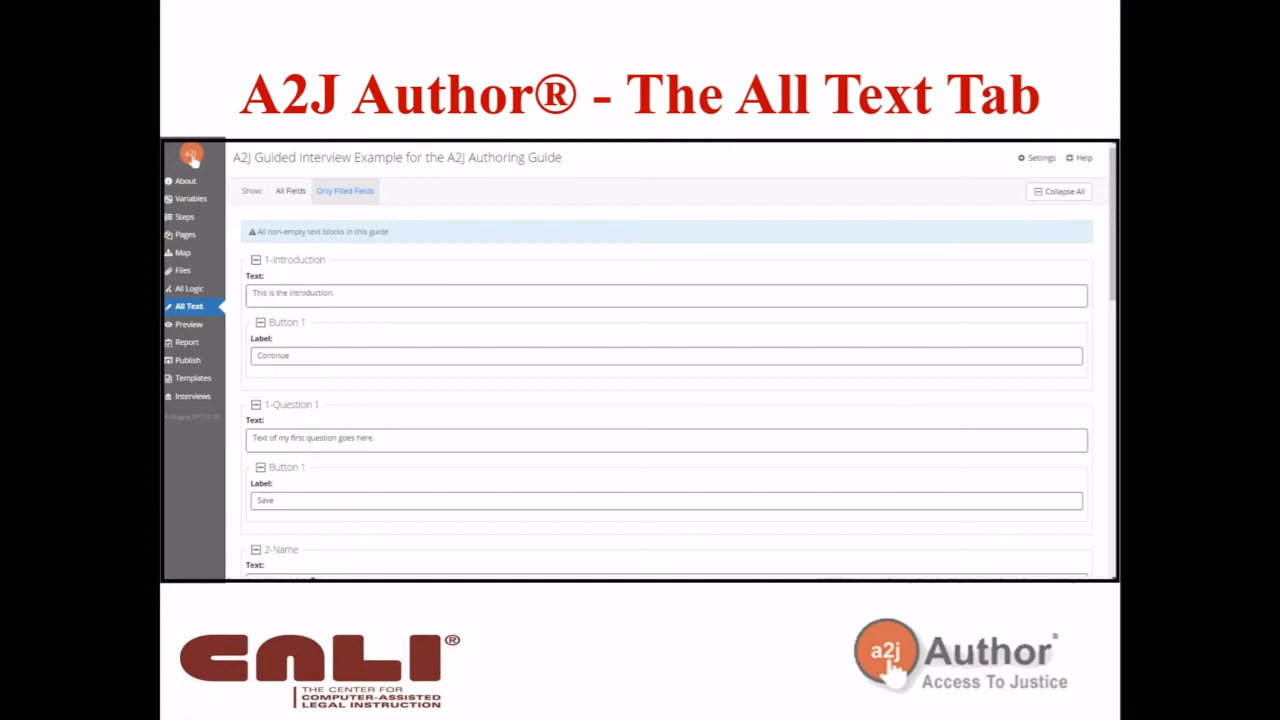 A2J Author® - The All Text Tab
A2J Guided Interview Example for the A2J Authoring Guide
Settings
Help
About
Variables
Steps
Pages
Map
Files
All Logic
All Text
Preview
Report
Publish
Templates
Interviews
Show: All Fields Only Filled Fields
Collapse All
All non-empty text blocks in this guide
1-Introduction
Text:
This is the introduction.
Button 1
Label:
Continue
1-Question 1
Text:
Text of my first question goes here.
Button 1
Label:
Save
2-Name
Text:
CALI®
THE CENTER FOR
COMPUTER-ASSISTED
LEGAL INSTRUCTION
a2j Author®
Access To Justice